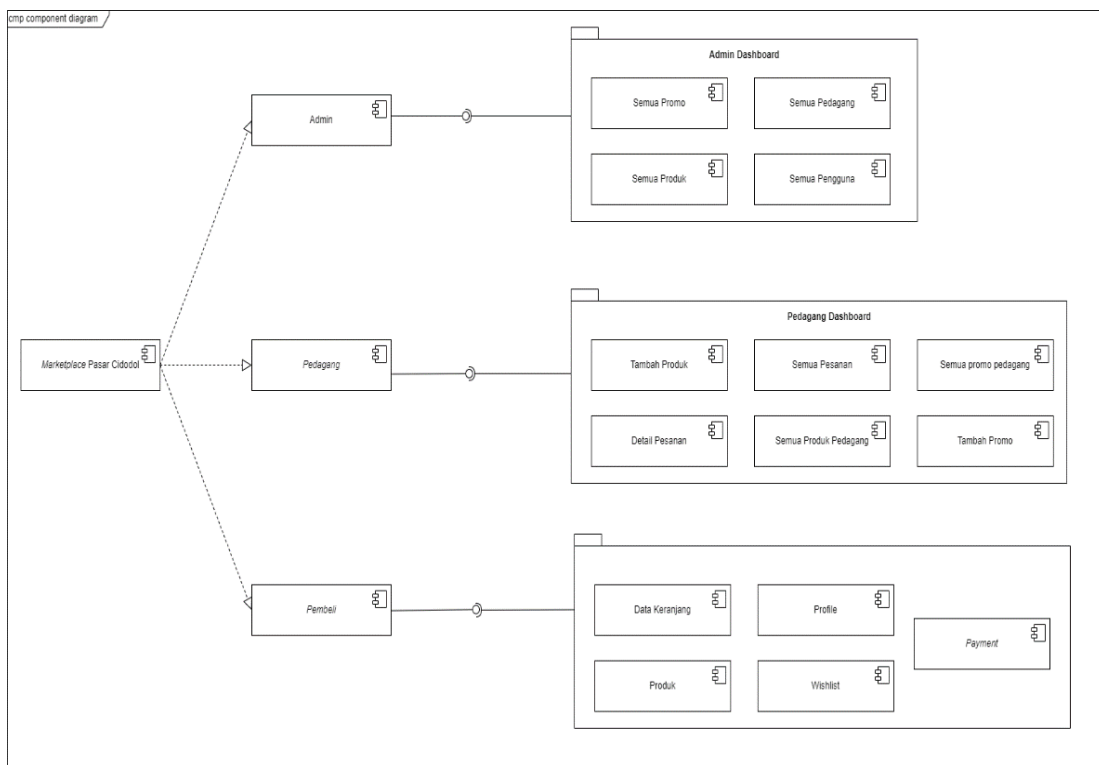 cmp component diagram
Admin Dashboard
Semua Promo
Semua Pedagang
Admin
Semua Produk
Semua Pengguna
Pedagang Dashboard
Marketplace Pasar Cidodol
Pedagang
Tambah Produk
Semua Pesanan
Semua promo pedagang
Detail Pesanan
Semua Produk Pedagang
Tambah Promo
Pembeli
Data Keranjang
Profile
Payment
Produk
Wishlist